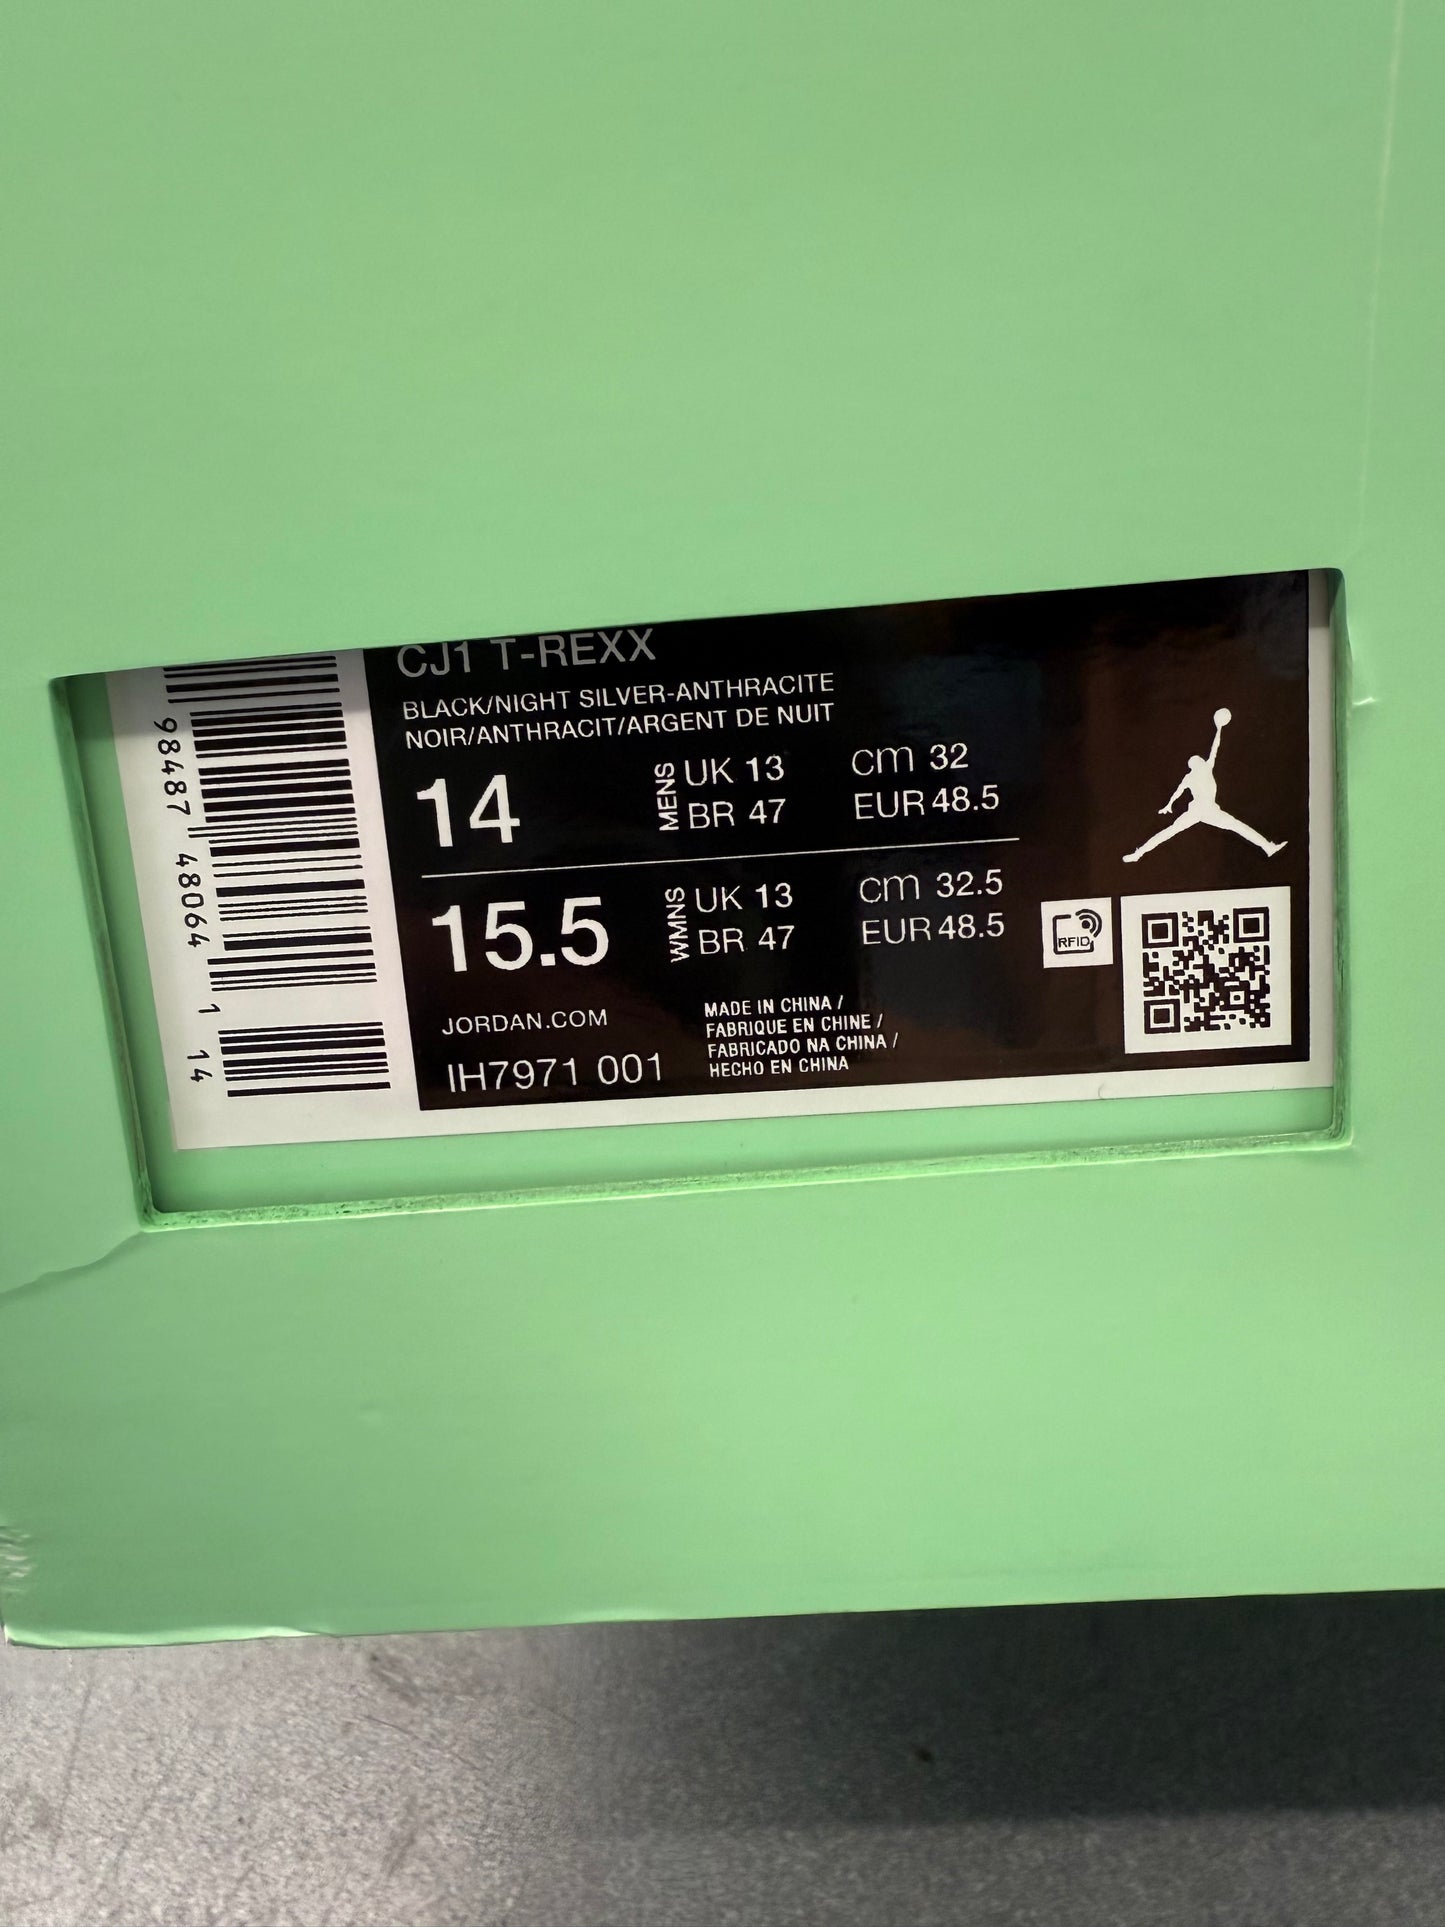 CJ1 T-REXX
BLACK/NIGHT SILVER-ANTHRACITE
NOIR/ANTHRACIT/ARGENT DE NUIT
14
MENS
UK 13
cm 32
BR 47
EUR 48.5
15.5
WMNS
UK 13
cm 32.5
BR 47
EUR 48.5
JORDAN.COM
IH7971 001
MADE IN CHINA /
FABRIQUE EN CHINE /
FABRICADO NA CHINA /
HECHO EN CHINA
RFID
98487 48064 1 14